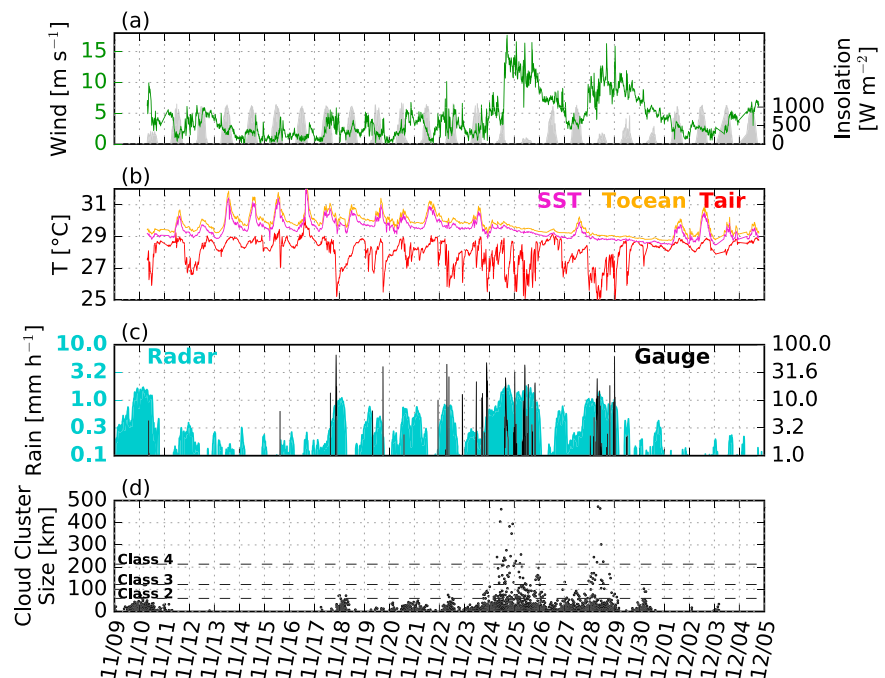 (a)
Wind [m s−1]
15
10
5
0
1000
500
0
Insolation
[W m−2]
(b)
T [°C]
31
29
27
25
SST Tocean Tair
(c)
Rain [mm h−1]
10.0
3.2
1.0
0.3
0.1
Radar Gauge
100.0
31.6
10.0
3.2
1.0
(d)
Cloud Cluster
Size [km]
500
400
300
200
100
0
Class 4
Class 3
Class 2
11/09 11/10 11/11 11/12 11/13 11/14 11/15 11/16 11/17 11/18 11/19 11/20 11/21 11/22 11/23 11/24 11/25 11/26 11/27 11/28 11/29 11/30 12/01 12/02 12/03 12/04 12/05